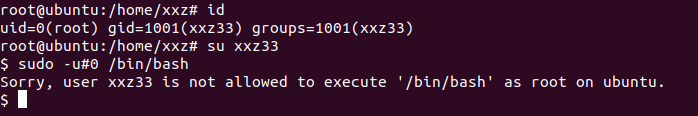 root@ubuntu:/home/xxz# id
uid=0(root) gid=1001(xxz33) groups=1001(xxz33)
root@ubuntu:/home/xxz# su xxz33
$ sudo -u#0 /bin/bash
Sorry, user xxz33 is not allowed to execute '/bin/bash' as root on ubuntu.
$